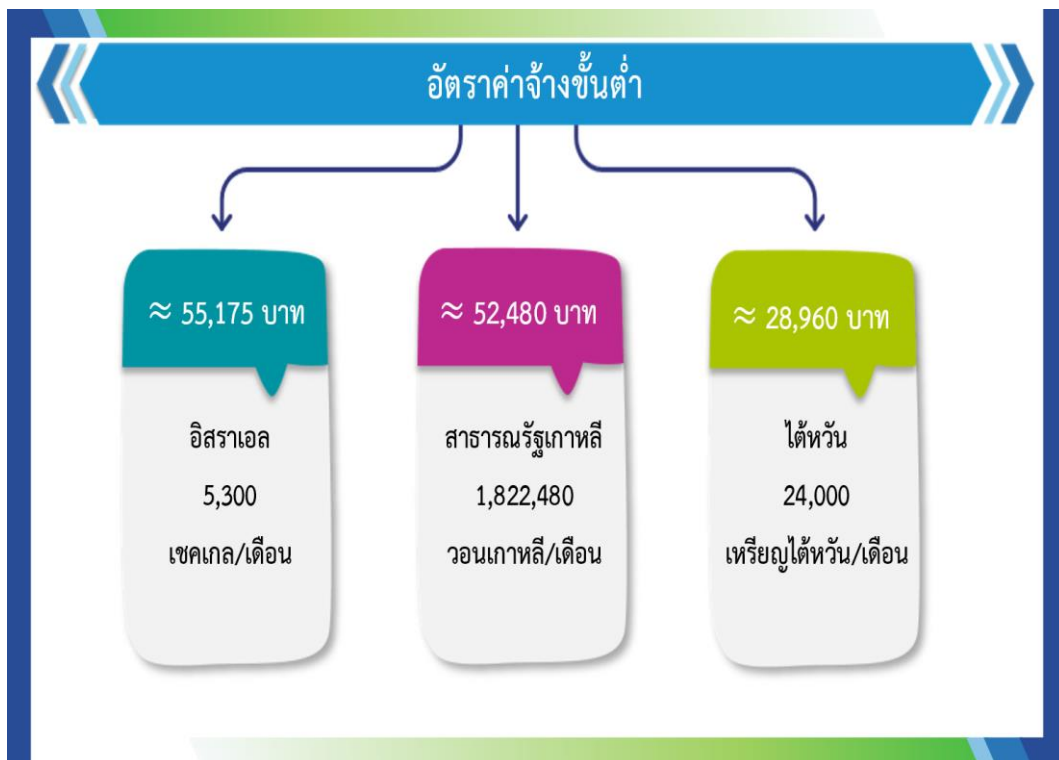 อัตราค่าจ้างขั้นต่ำ
≈ 55,175 บาท
อิสราเอล
5,300
เชคเกล/เดือน
≈ 52,480 บาท
สาธารณรัฐเกาหลี
1,822,480
วอนเกาหลี/เดือน
≈ 28,960 บาท
ไต้หวัน
24,000
เหรียญไต้หวัน/เดือน